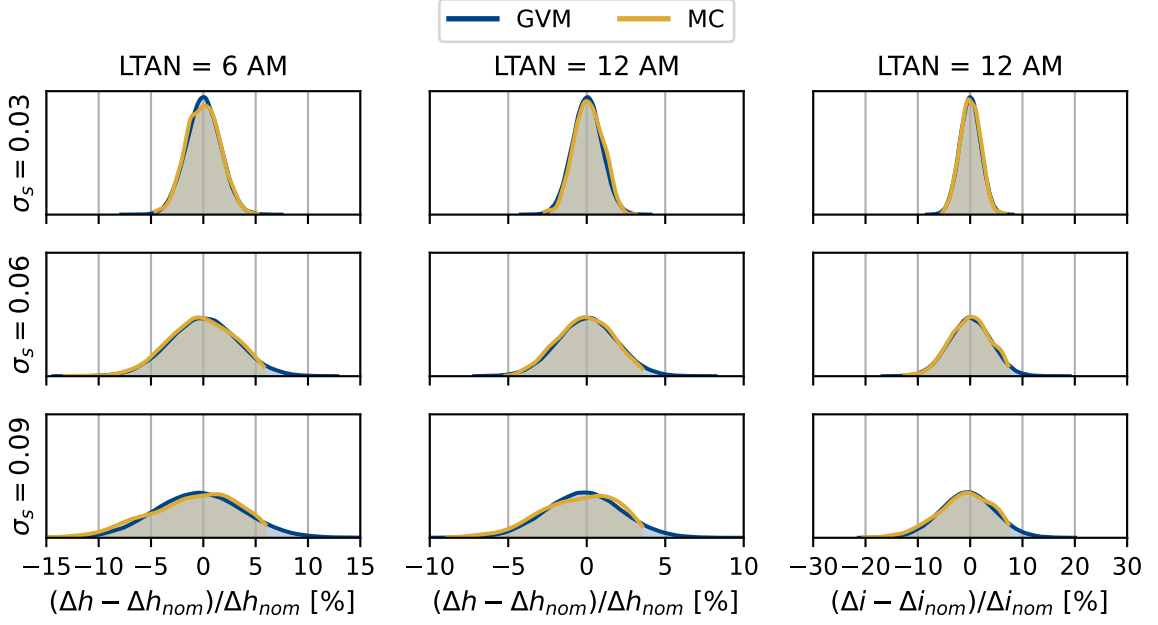 GVM MC
LTAN = 6 AM LTAN = 12 AM LTAN = 12 AM
σs = 0.03
σs = 0.06
σs = 0.09
−15 −10 −5 0 5 10 15 −10 −5 0 5 10 −30 −20 −10 0 10 20 30
(Δh − Δhnom)/Δhnom [%] (Δh − Δhnom)/Δhnom [%] (Δi − Δinom)/Δinom [%]